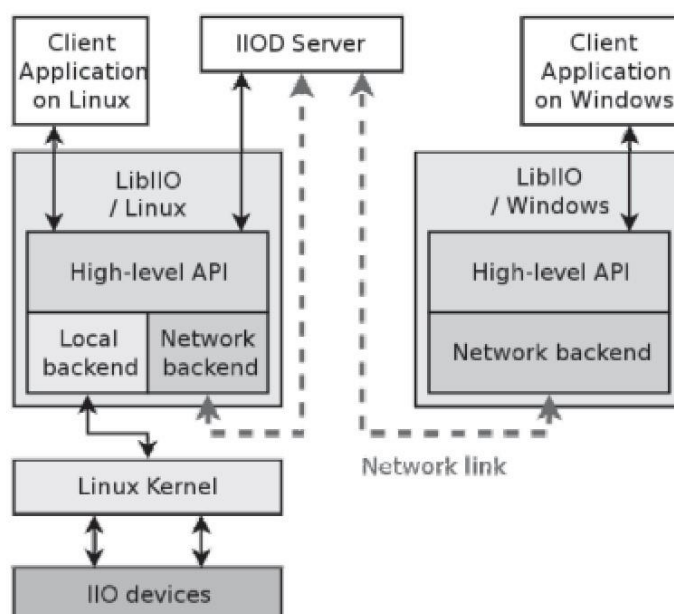 Client
Application
on Linux
IIOD Server
Client
Application
on Windows
LibIIO
/ Linux
LibIIO
/ Windows
High-level API
High-level API
Local
backend
Network
backend
Network backend
Network link
Linux Kernel
IIO devices